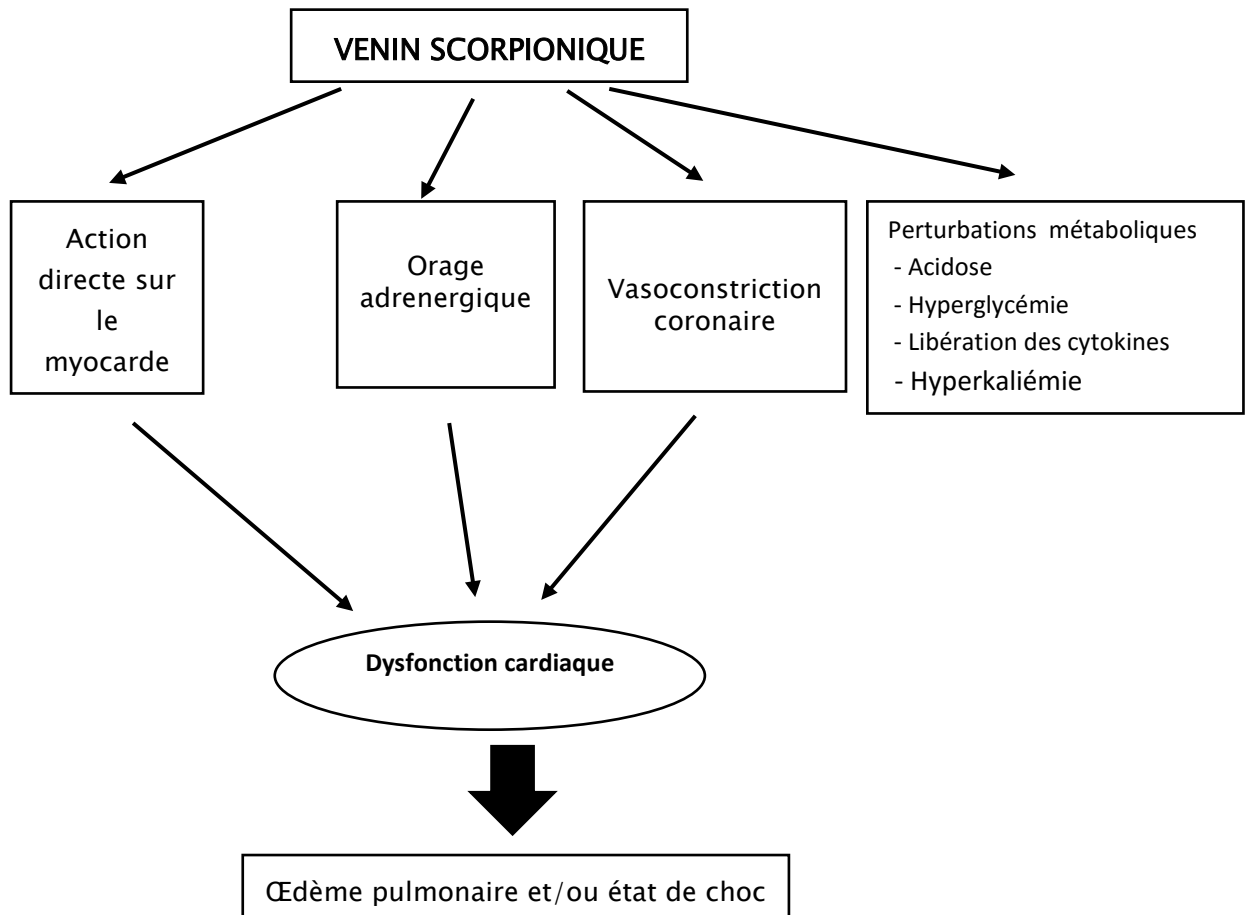 VENIN SCORPIONIQUE
Action
directe sur
le
myocarde
Orage
adrenergique
Vasoconstriction
coronaire
Perturbations métaboliques
- Acidose
- Hyperglycémie
- Libération des cytokines
- Hyperkaliémie
Dysfonction cardiaque
Œdème pulmonaire et/ou état de choc